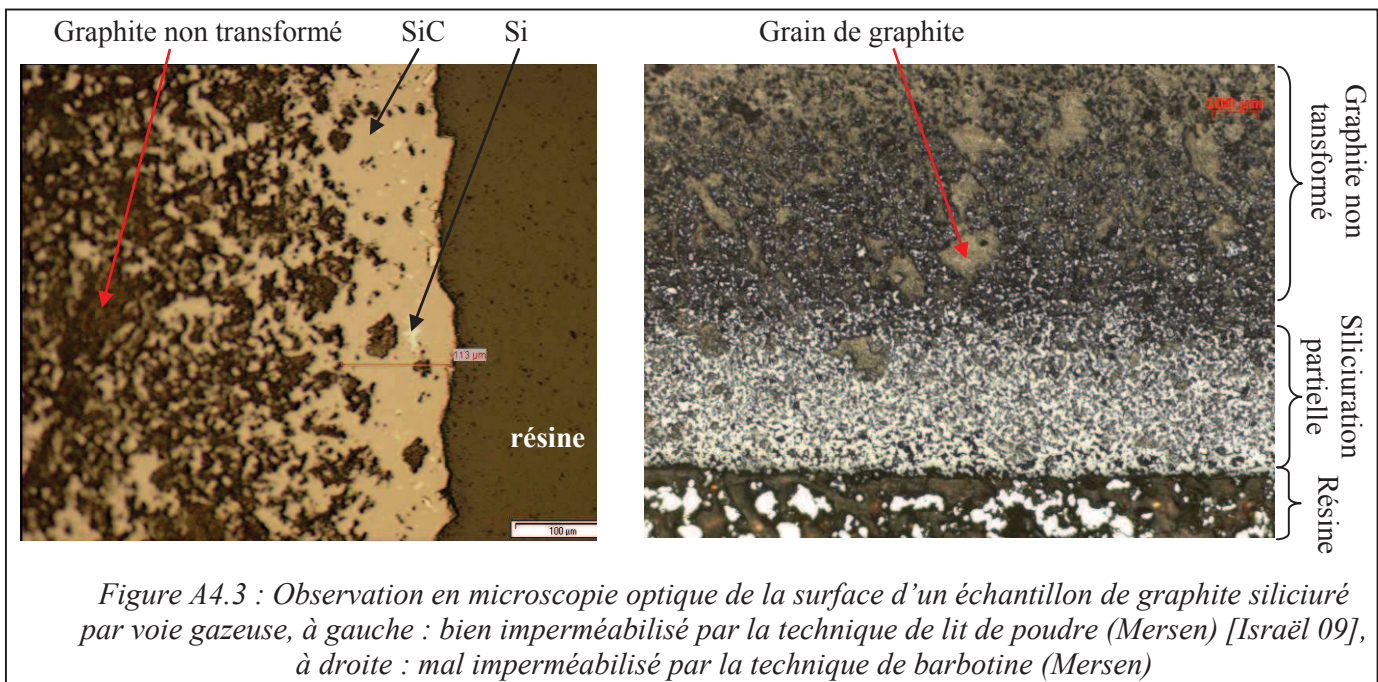 Graphite non transformé SiC Si Grain de graphite
113 µm
résine
100 µm
100 µm
Graphite non
tansformé
Siliciuration
partielle
Résine
Figure A4.3 : Observation en microscopie optique de la surface d’un échantillon de graphite siliciuré
par voie gazeuse, à gauche : bien imperméabilisé par la technique de lit de poudre (Mersen) [Israël 09],
à droite : mal imperméabilisé par la technique de barbotine (Mersen)